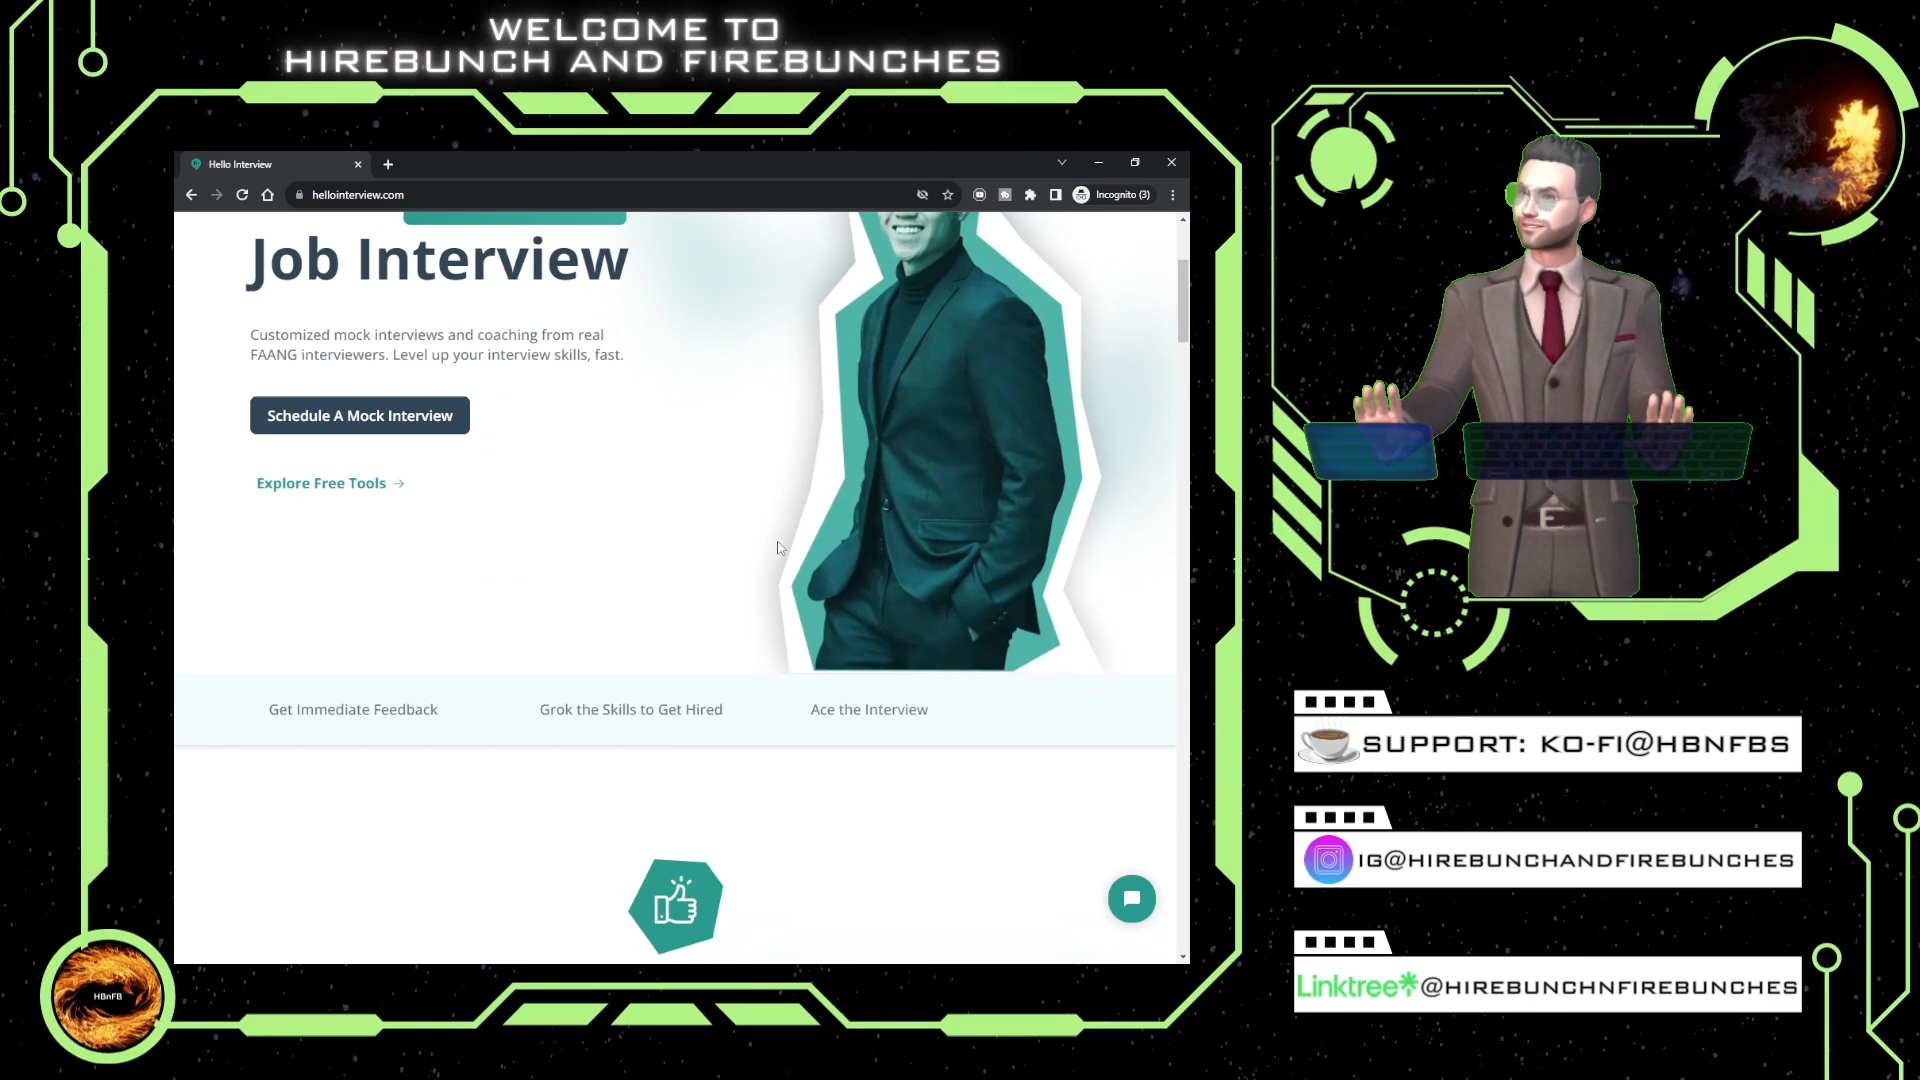 WELCOME TO
HIREBUNCH AND FIREBUNCHES
Hello Interview
hellointerview.com
Incognito (3)
Job Interview
Customized mock interviews and coaching from real
FAANG interviewers. Level up your interview skills, fast.
Schedule A Mock Interview
Explore Free Tools →
Get Immediate Feedback
Grok the Skills to Get Hired
Ace the Interview
SUPPORT: KO-FI@HBNFBS
IG@HIREBUNCHANDFIREBUNCHES
Linktree@HIREBUNCHNFIREBUNCHES
HBnFB